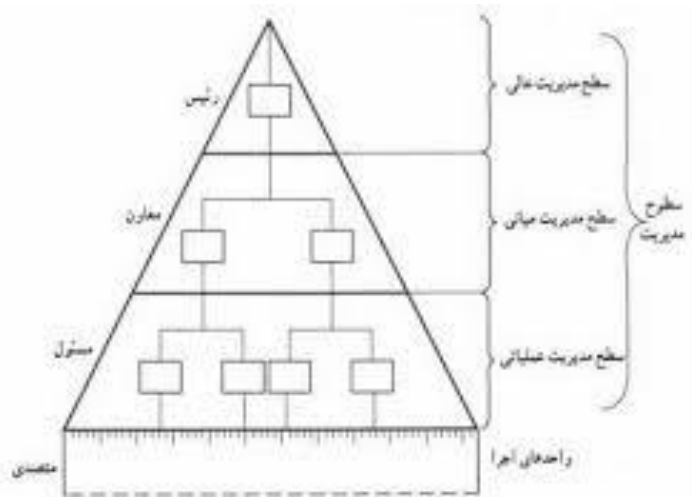 سطح مدیریت عالی
رئیس
سطوح
مدیریت
سطح مدیریت میانی
معاون
سطح مدیریت عملیاتی
مسئول
واحدهای اجرا
متصدی